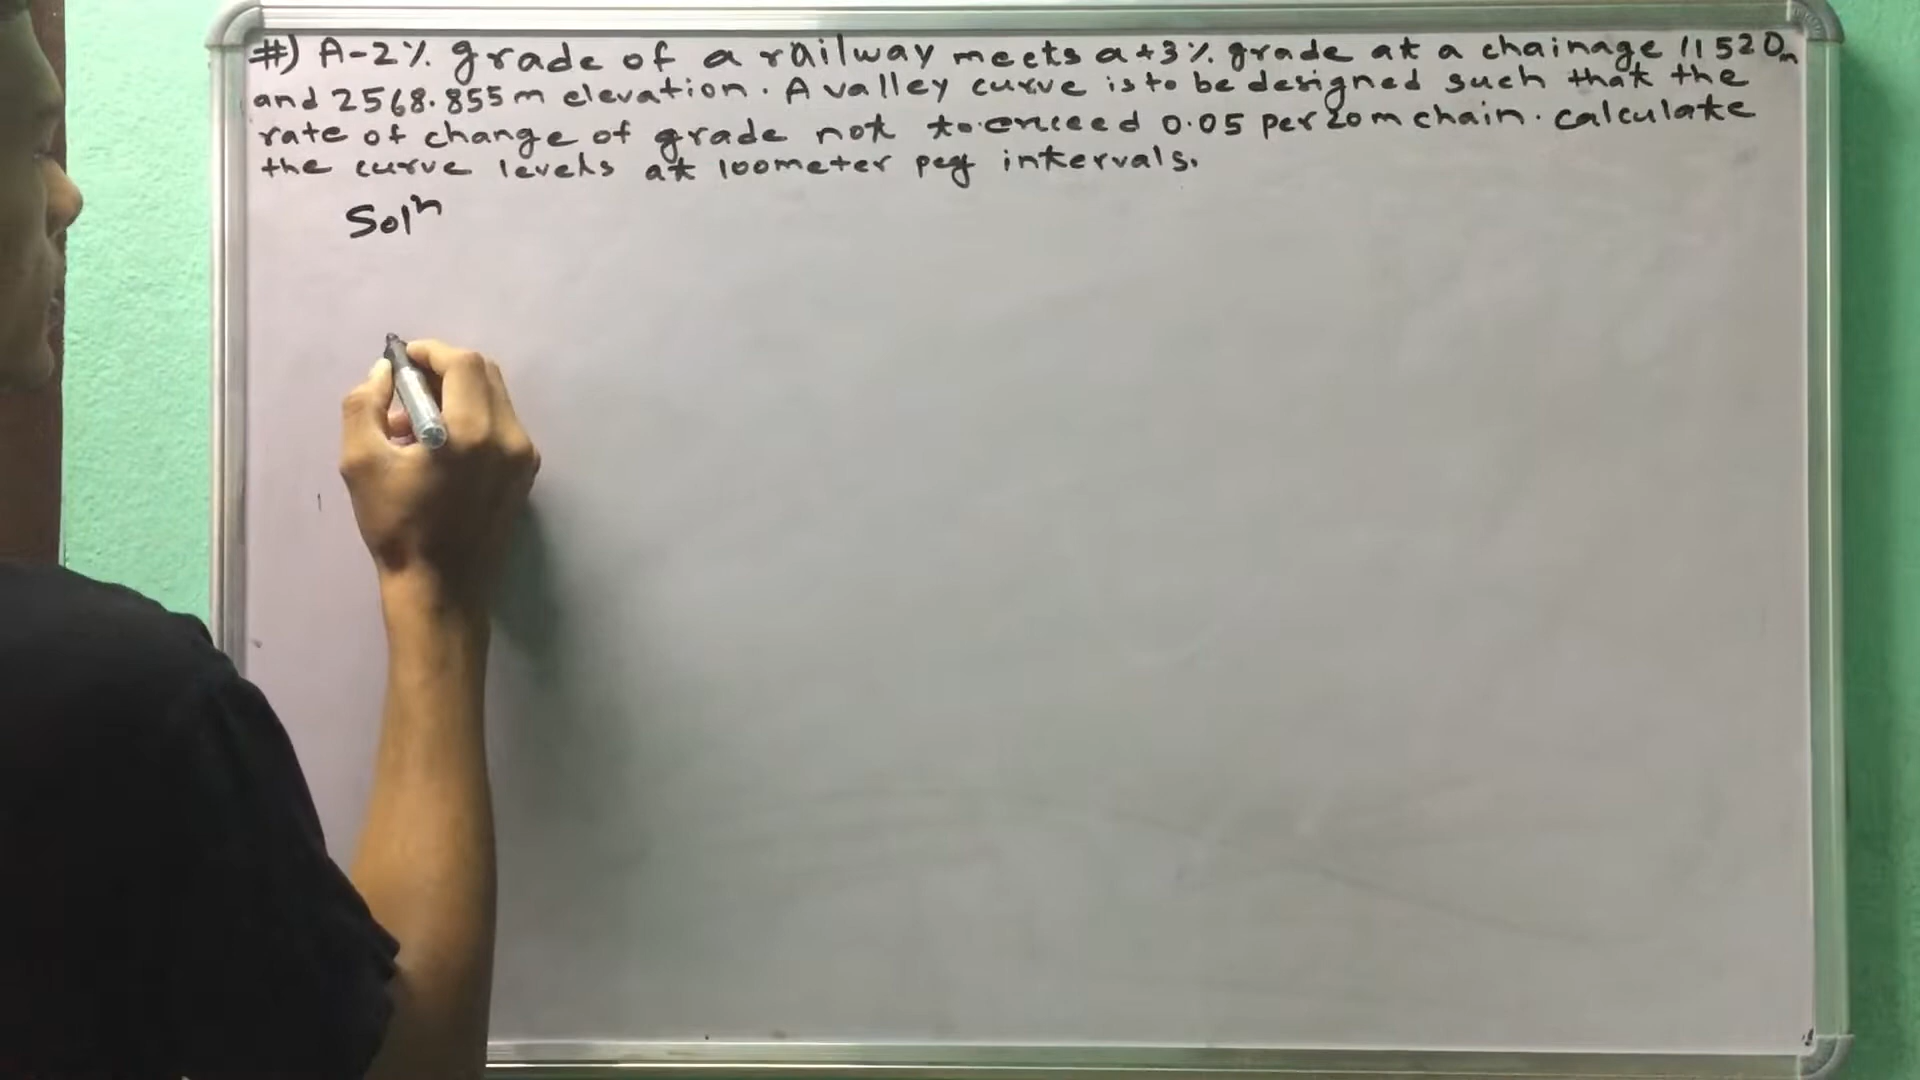 #) A-2% grade of a railway meets a +3% grade at a chainage 11520m
and 2568.855m elevation. A valley curve is to be designed such that the
rate of change of grade not to exceed 0.05 per 20m chain. calculate
the curve levels at 100meter peg intervals.
Solⁿ